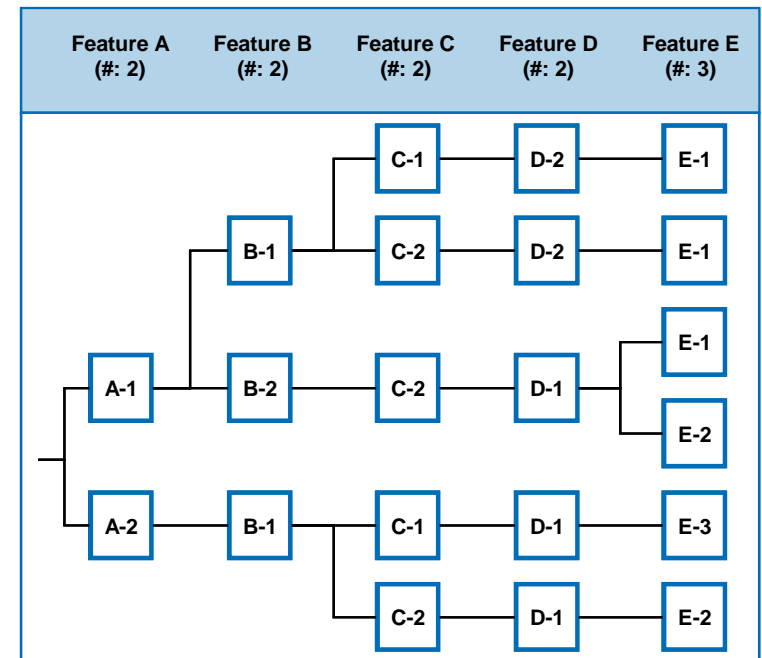 Feature A Feature B Feature C Feature D Feature E
(#: 2) (#: 2) (#: 2) (#: 2) (#: 3)
C-1 D-2 E-1
B-1 C-2 D-2 E-1
E-1
A-1 B-2 C-2 D-1
E-2
A-2 B-1 C-1 D-1 E-3
C-2 D-1 E-2